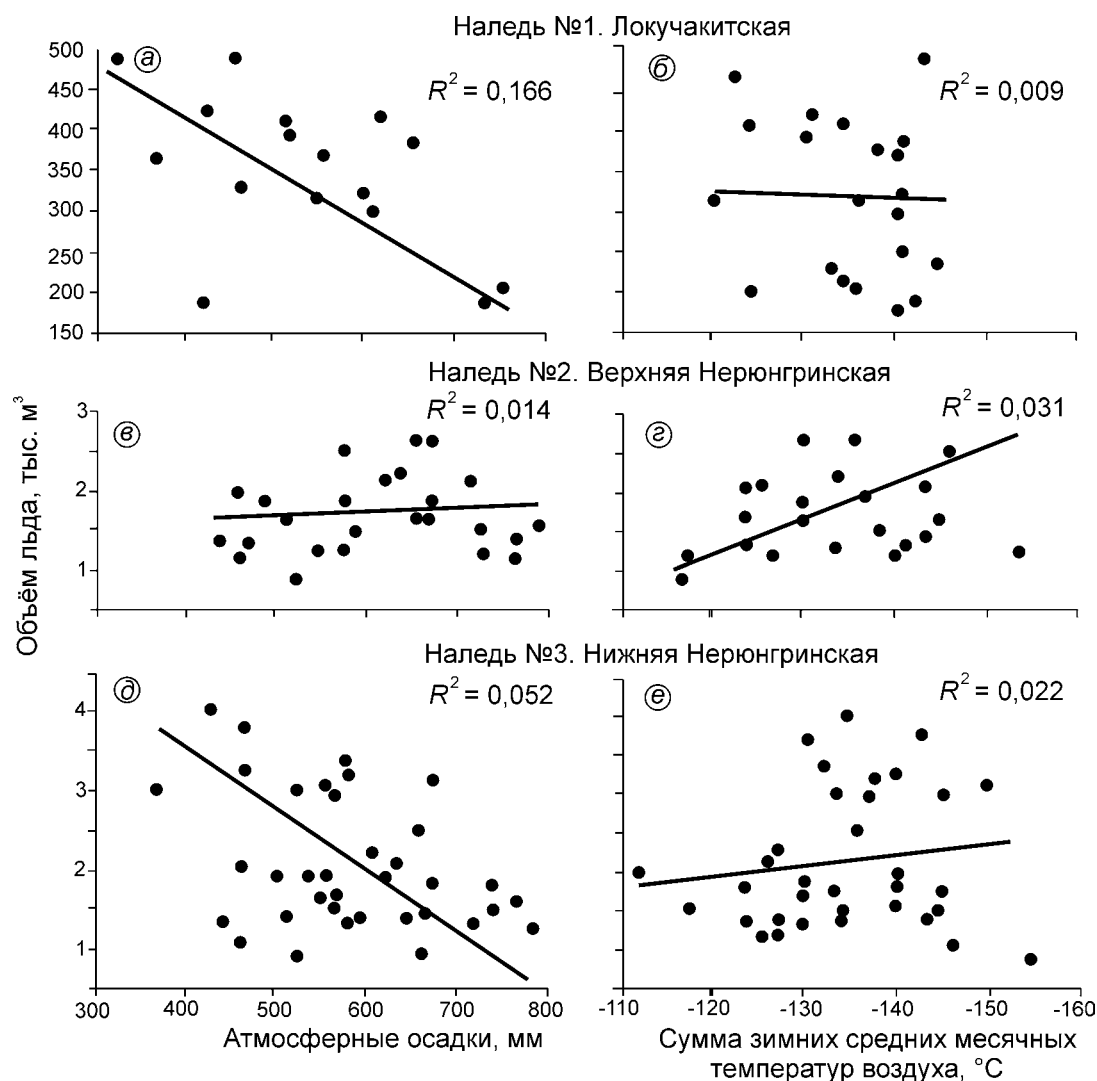 Наледь №1. Локучакитская
а
R² = 0,166
500
450
400
350
300
250
200
150
б
R² = 0,009
Наледь №2. Верхняя Нерюнгринская
в
R² = 0,014
3
2
1
г
R² = 0,031
Объём льда, тыс. м³
Наледь №3. Нижняя Нерюнгринская
д
R² = 0,052
4
3
2
1
е
R² = 0,022
300 400 500 600 700 800
-110 -120 -130 -140 -150 -160
Атмосферные осадки, мм
Сумма зимних средних месячных
температур воздуха, °C